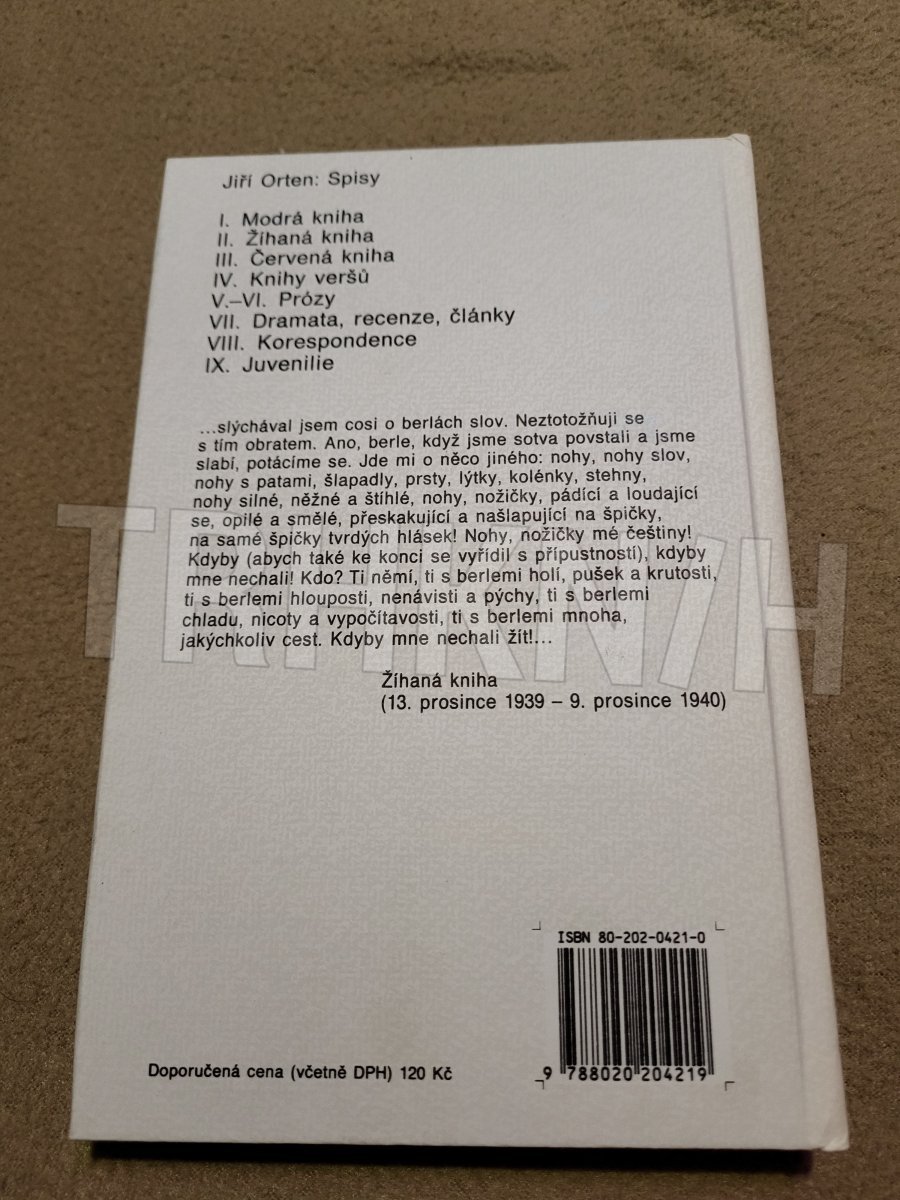 Jiří Orten: Spisy
I. Modrá kniha
II. Žíhaná kniha
III. Červená kniha
IV. Knihy veršů
V.–VI. Prózy
VII. Dramata, recenze, články
VIII. Korespondence
IX. Juvenilie
...slýchával jsem cosi o berlách slov. Neztotožňuji se
s tím obratem. Ano, berle, když jsme sotva povstali a jsme
slabí, potácíme se. Jde mi o něco jiného: nohy, nohy slov,
nohy s patami, šlapadly, prsty, lýtky, kolénky, stehny,
nohy silné, něžné a štíhlé, nohy, nožičky, pádící a loudající
se, opilé a smělé, přeskakující a našlapující na špičky,
na samé špičky tvrdých hlásek! Nohy, nožičky mé češtiny!
Kdyby (abych také ke konci se vyřídil s přípustností), kdyby
mne nechali! Kdo? Ti němí, ti s berlemi holí, pušek a krutosti,
ti s berlemi hlouposti, nenávisti a pýchy, ti s berlemi
chladu, nicoty a vypočítavosti, ti s berlemi mnoha,
jakýchkoliv cest. Kdyby mne nechali žít!...
Žíhaná kniha
(13. prosince 1939 – 9. prosince 1940)
ISBN 80-202-0421-0
9 788020 204219
Doporučená cena (včetně DPH) 120 Kč